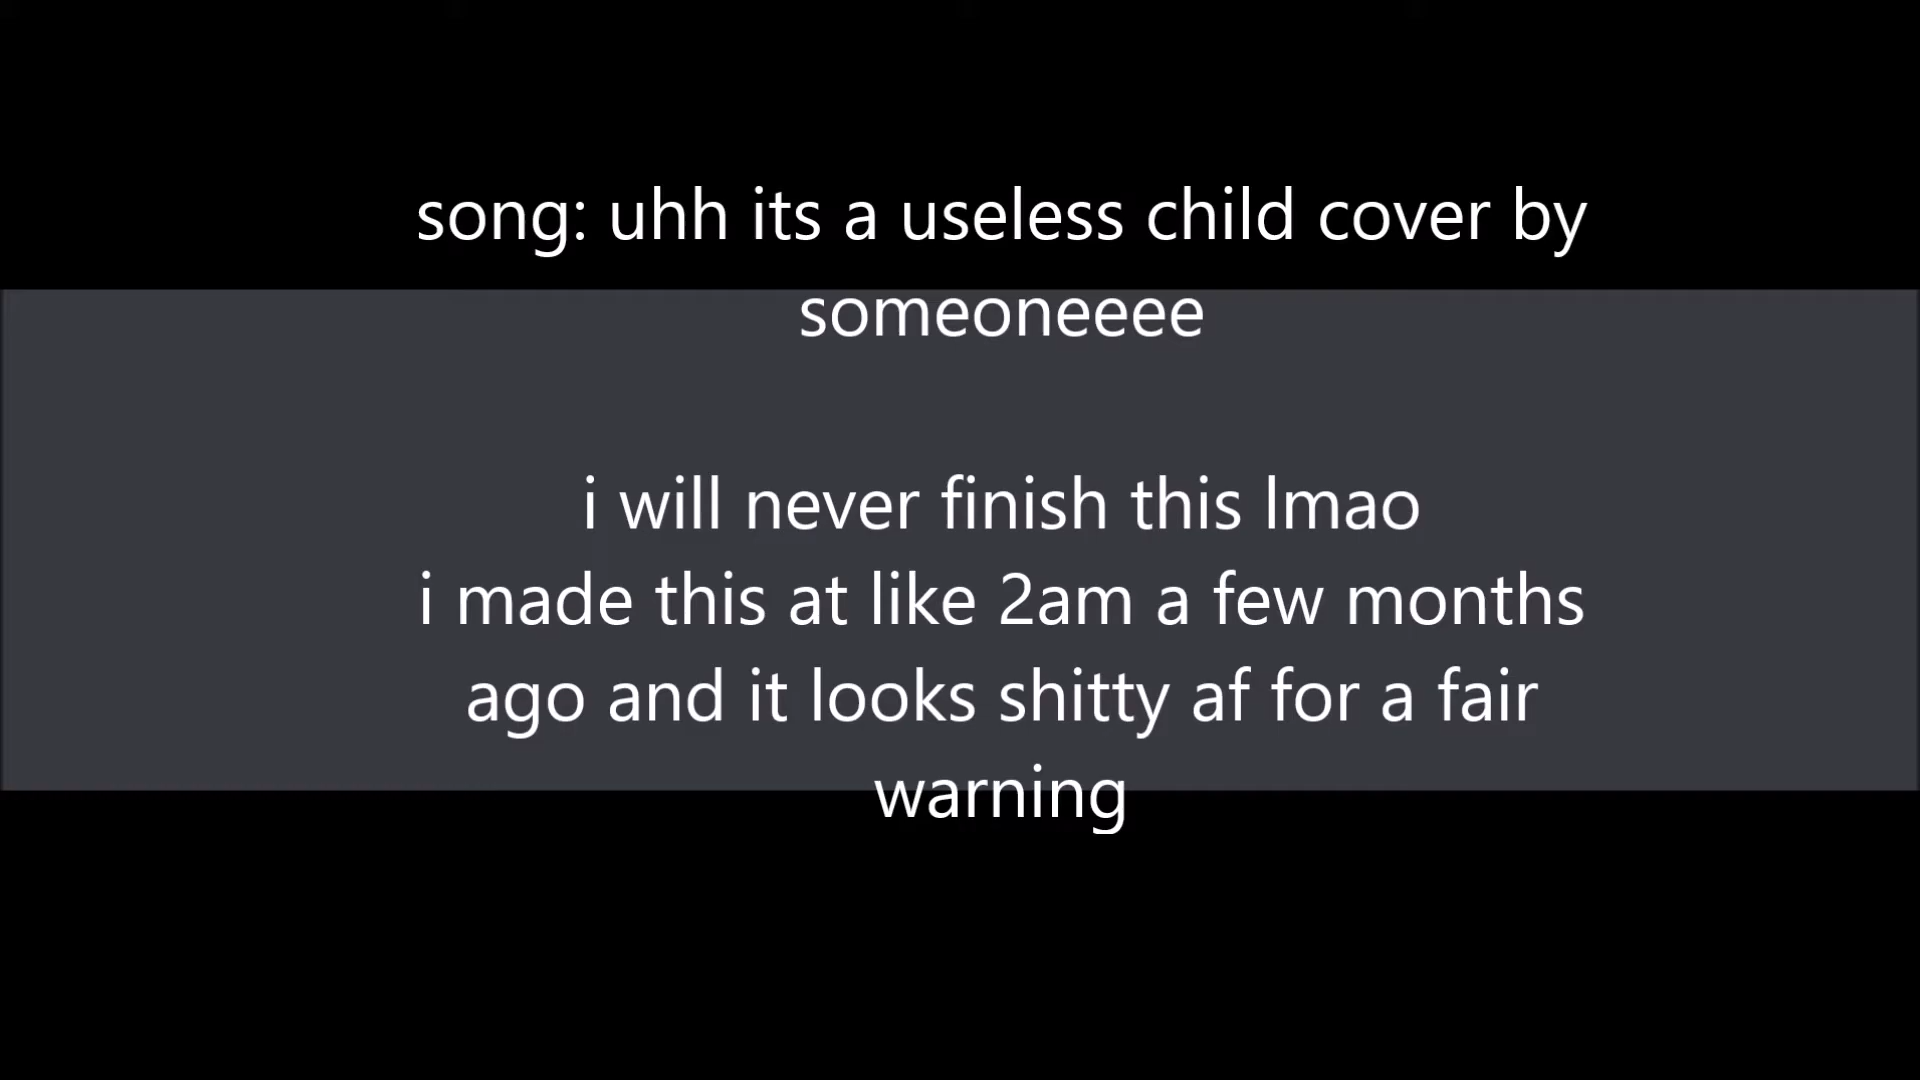 song: uhh its a useless child cover by
someoneeee
i will never finish this lmao
i made this at like 2am a few months
ago and it looks shitty af for a fair
warning